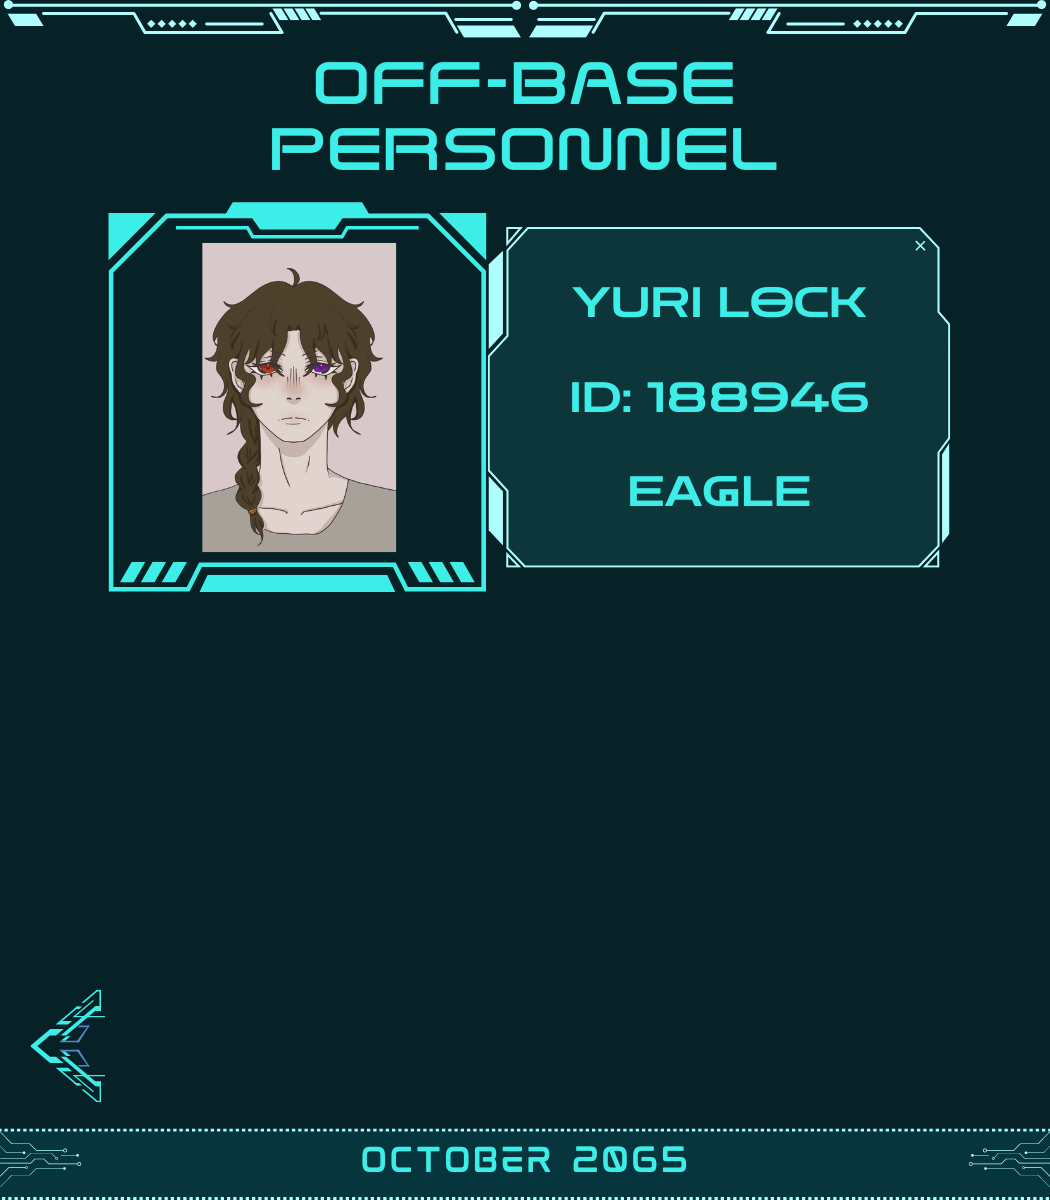 OFF-BASE
PERSONNEL
YURI LOCK
ID: 188946
EAGLE
OCTOBER 2065